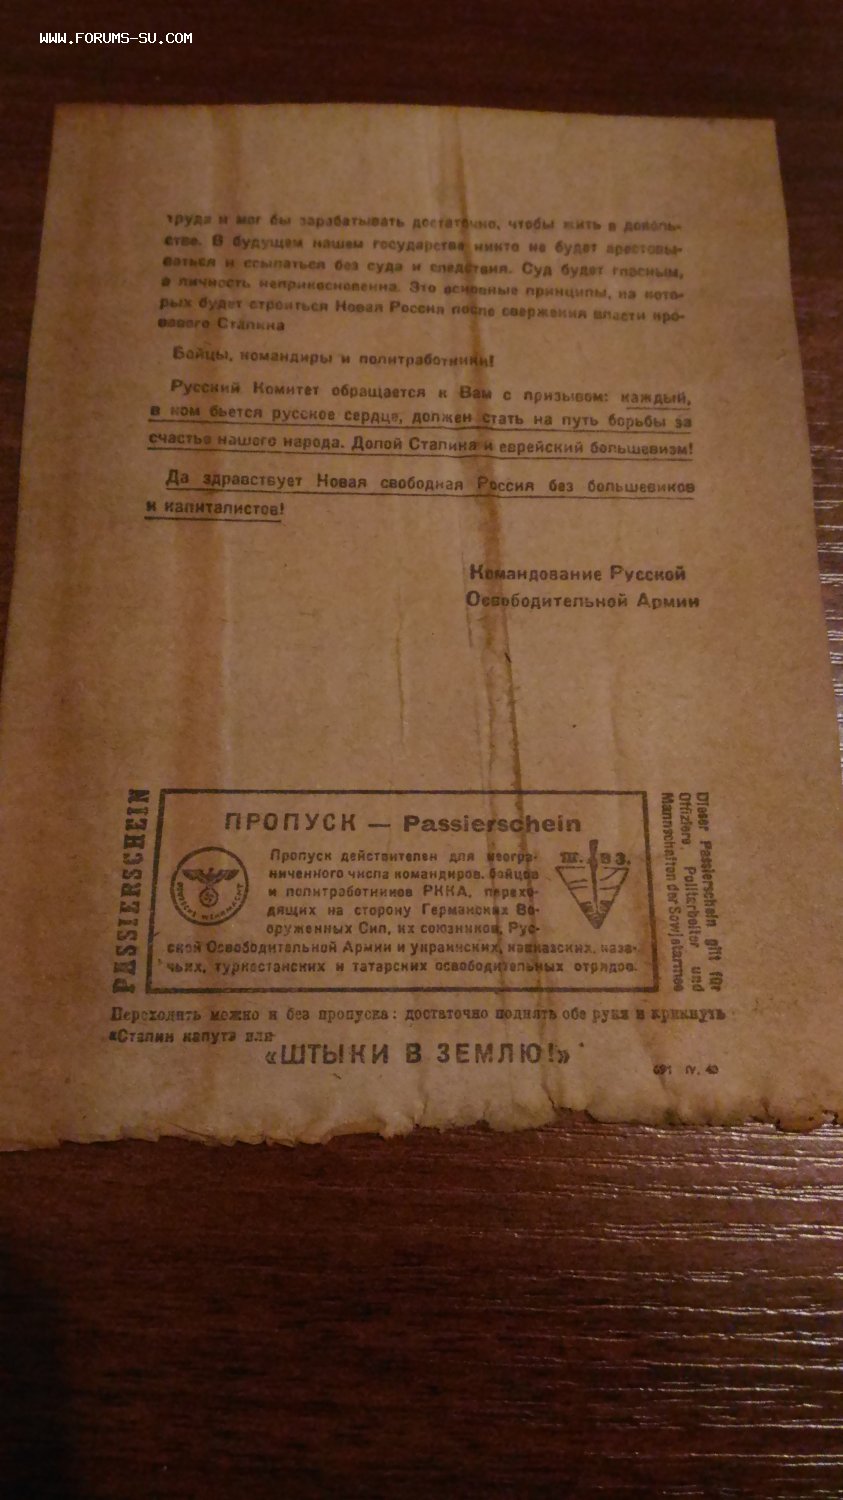 WWW.FORUMS-SU.COM
труда и мог бы зарабатывать достаточно, чтобы жить в доволь-
стве. В будущем нашем государстве никто не будет арестовы-
ваться и ссылаться без суда и следствия. Суд будет гласным,
а личность неприкосновенна. Это основные принципы, на кото-
рых будет строиться Новая Россия после свержения власти кро-
вавого Сталина
Бойцы, командиры и политработники!
Русский Комитет обращается к Вам с призывом: каждый,
в ком бьется русское сердце, должен стать на путь борьбы за
счастье нашего народа. Долой Сталина и еврейский большевизм!
Да здравствует Новая свободная Россия без большевиков
и капиталистов!
Командование Русской
Освободительной Армии
PASSIERSCHEIN
ПРОПУСК — Passierschein
Пропуск действителен для неогра-
ниченного числа командиров, бойцов
и политработников РККА, перехо-
дящих на сторону Германских Во-
оруженных Сил, их союзников, Рус-
ской Освободительной Армии и украинских, кавказских, каза-
чьих, туркестанских и татарских освободительных отрядов.
Ш. В З.
Dieser Passierschein gilt für
Offiziere, Politarbeiter und
Mannschaften der Sowjetarmee
Переходить можно и без пропуска: достаточно поднять обе руки и крикнуть
«Сталин капут» или
«ШТЫКИ В ЗЕМЛЮ!»
691 IV. 43